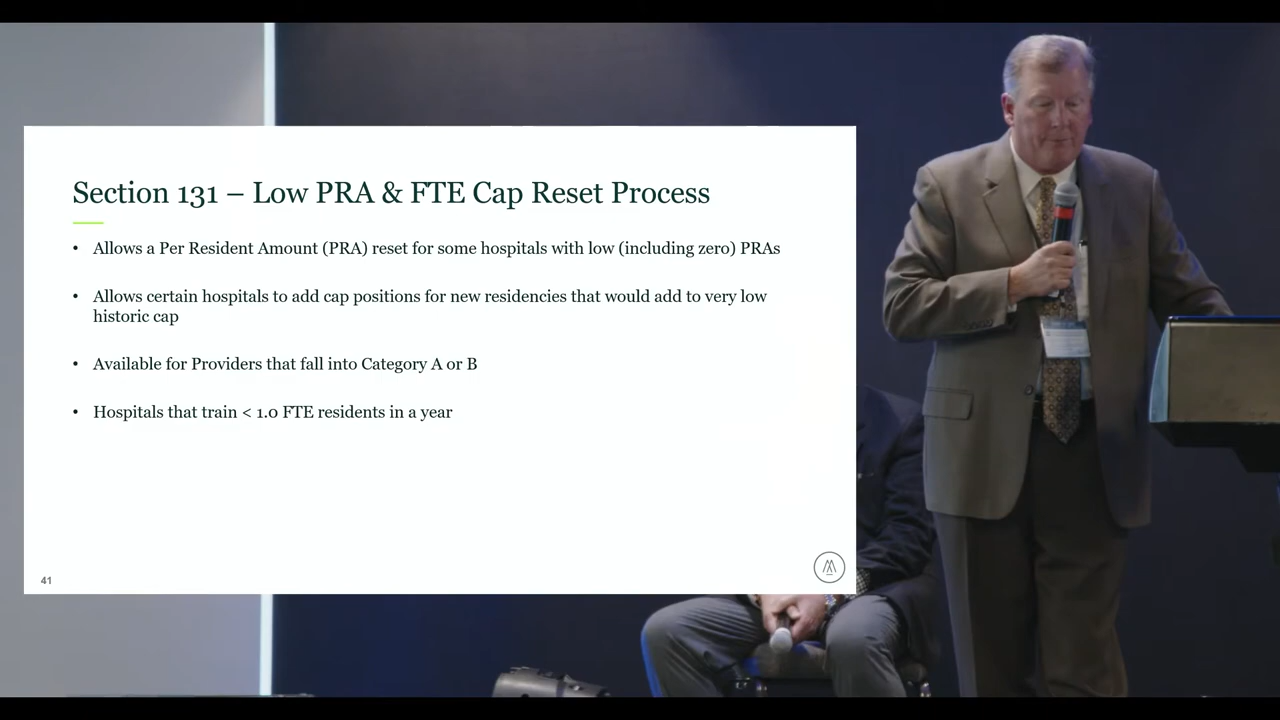 Section 131 – Low PRA & FTE Cap Reset Process
• Allows a Per Resident Amount (PRA) reset for some hospitals with low (including zero) PRAs
• Allows certain hospitals to add cap positions for new residencies that would add to very low
historic cap
• Available for Providers that fall into Category A or B
• Hospitals that train < 1.0 FTE residents in a year
41